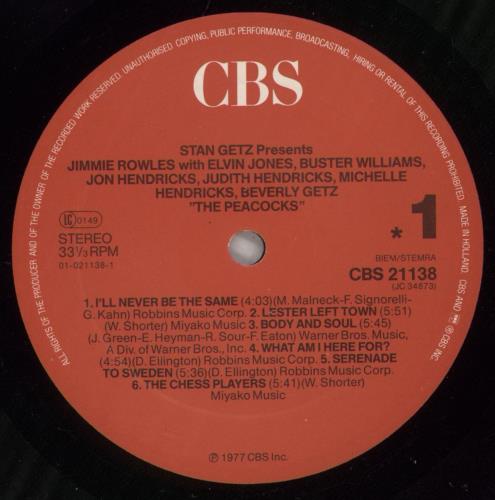 ALL RIGHTS OF THE PRODUCER AND OF THE OWNER OF THE RECORDED WORK RESERVED. UNAUTHORISED COPYING, PUBLIC PERFORMANCE, BROADCASTING, HIRING OR RENTAL OF THIS RECORDING PROHIBITED. MADE IN HOLLAND. CBS AND ℗ CBS INC.
CBS
STAN GETZ Presents
JIMMIE ROWLES with ELVIN JONES, BUSTER WILLIAMS,
JON HENDRICKS, JUDITH HENDRICKS, MICHELLE
HENDRICKS, BEVERLY GETZ
"THE PEACOCKS"
LC 0149
STEREO
33⅓ RPM
01-021138-1
* 1
BIEM/STEMRA
CBS 21138
(JC 34873)
1. I'LL NEVER BE THE SAME (4:03)(M. Malneck-F. Signorelli-
G. Kahn) Robbins Music Corp. 2. LESTER LEFT TOWN (5:51)
(W. Shorter) Miyako Music 3. BODY AND SOUL (5:45)
(J. Green-E. Heyman-R. Sour-F. Eaton) Warner Bros. Music,
A Div. of Warner Bros., Inc. 4. WHAT AM I HERE FOR?
(4:54)(D. Ellington) Robbins Music Corp. 5. SERENADE
TO SWEDEN (5:36)(D. Ellington) Robbins Music Corp.
6. THE CHESS PLAYERS (5:41)(W. Shorter)
Miyako Music
℗ 1977 CBS Inc.